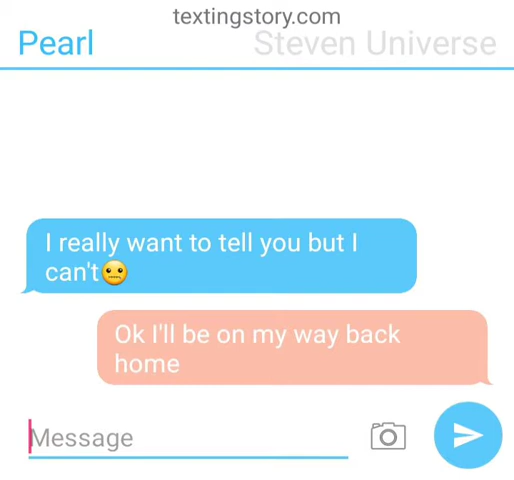 textingstory.com
Pearl
Steven Universe
I really want to tell you but I
can't😐
Ok I'll be on my way back
home
Message